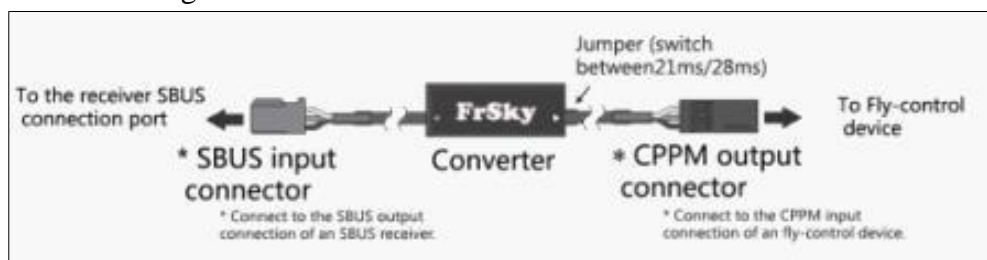 Jumper (switch
between21ms/28ms)
To the receiver SBUS
connection port
FrSky
To Fly-control
device
* SBUS input
connector
Converter
* CPPM output
connector
* Connect to the SBUS output
connection of an SBUS receiver.
* Connect to the CPPM input
connection of an fly-control device.